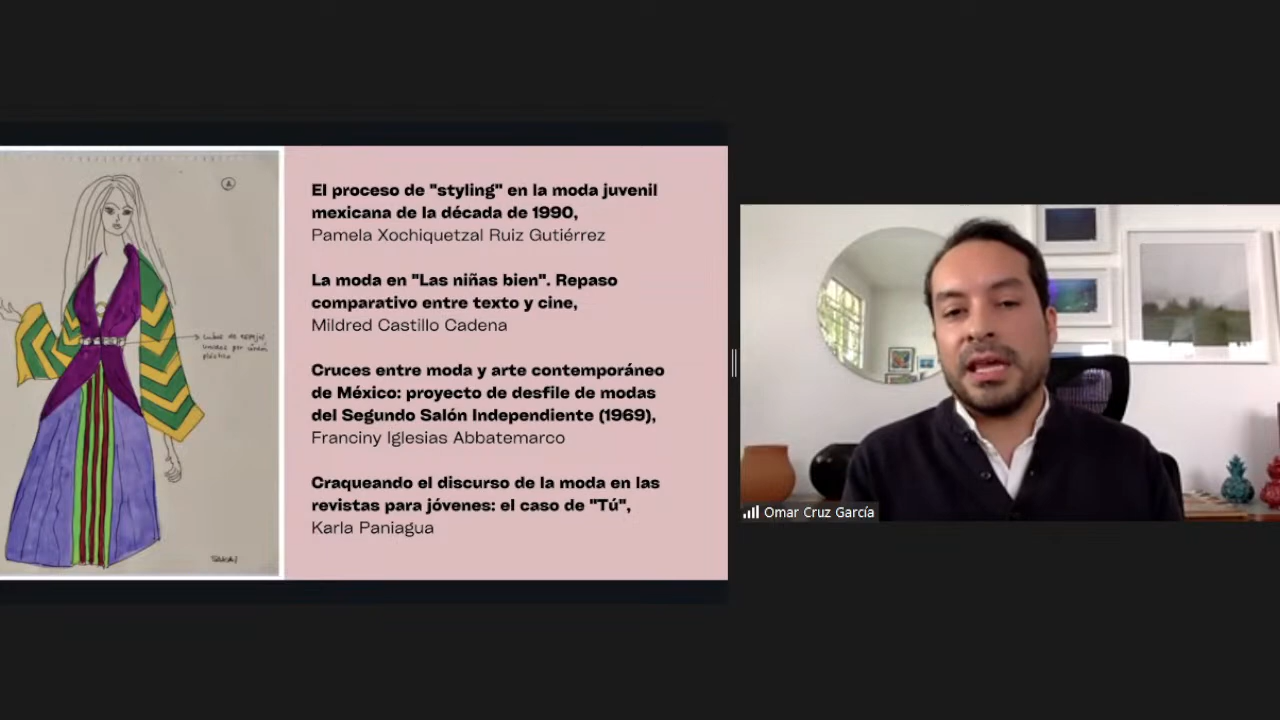 El proceso de "styling" en la moda juvenil
mexicana de la década de 1990,
Pamela Xochiquetzal Ruiz Gutiérrez
La moda en "Las niñas bien". Repaso
comparativo entre texto y cine,
Mildred Castillo Cadena
Cruces entre moda y arte contemporáneo
de México: proyecto de desfile de modas
del Segundo Salón Independiente (1969),
Franciny Iglesias Abbatemarco
Craqueando el discurso de la moda en las
revistas para jóvenes: el caso de "Tú",
Karla Paniagua
Omar Cruz García